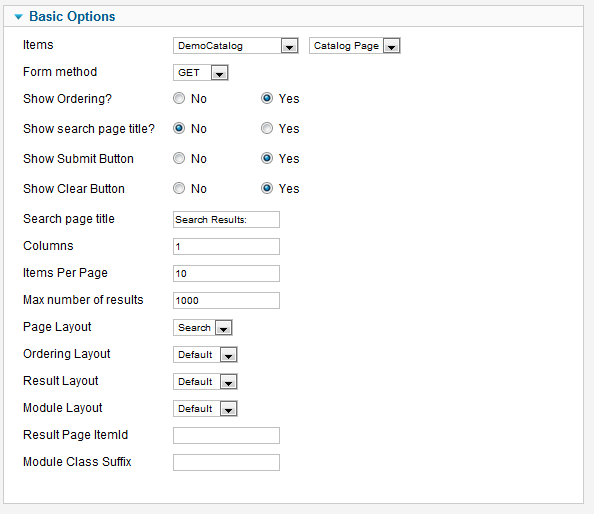 Basic Options
Items DemoCatalog Catalog Page
Form method GET
Show Ordering? No Yes
Show search page title? No Yes
Show Submit Button No Yes
Show Clear Button No Yes
Search page title Search Results:
Columns 1
Items Per Page 10
Max number of results 1000
Page Layout Search
Ordering Layout Default
Result Layout Default
Module Layout Default
Result Page ItemId
Module Class Suffix